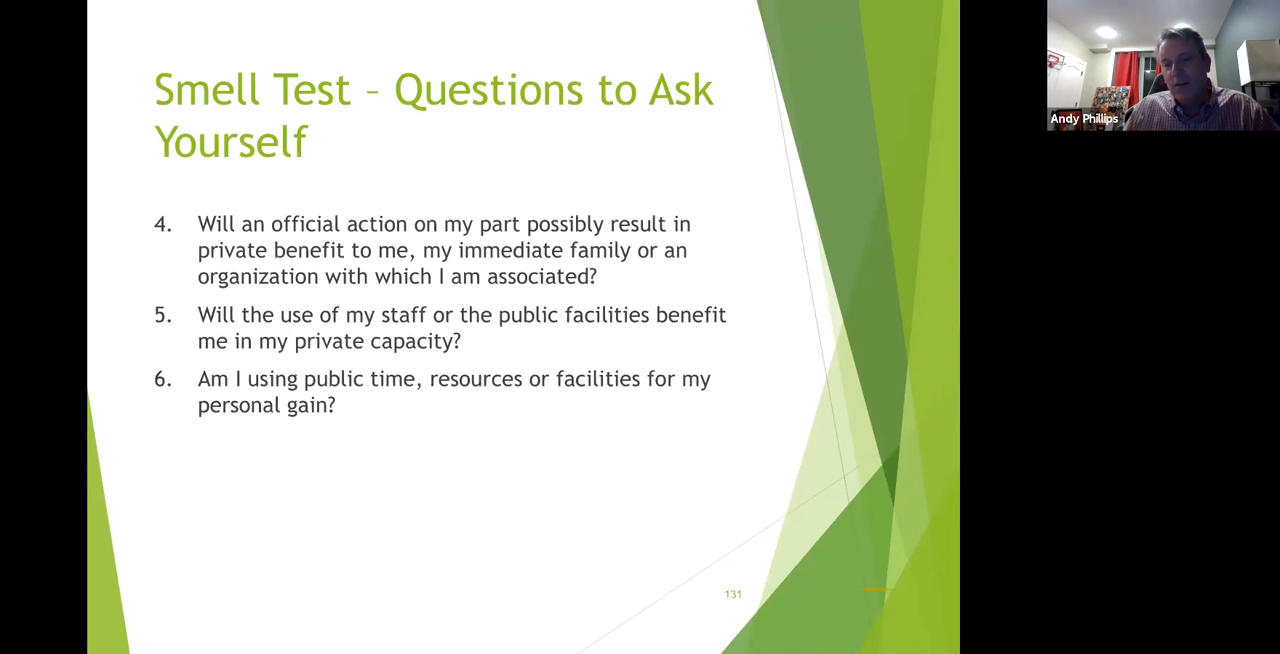 Smell Test – Questions to Ask
Yourself
4. Will an official action on my part possibly result in
private benefit to me, my immediate family or an
organization with which I am associated?
5. Will the use of my staff or the public facilities benefit
me in my private capacity?
6. Am I using public time, resources or facilities for my
personal gain?
131
Andy Phillips